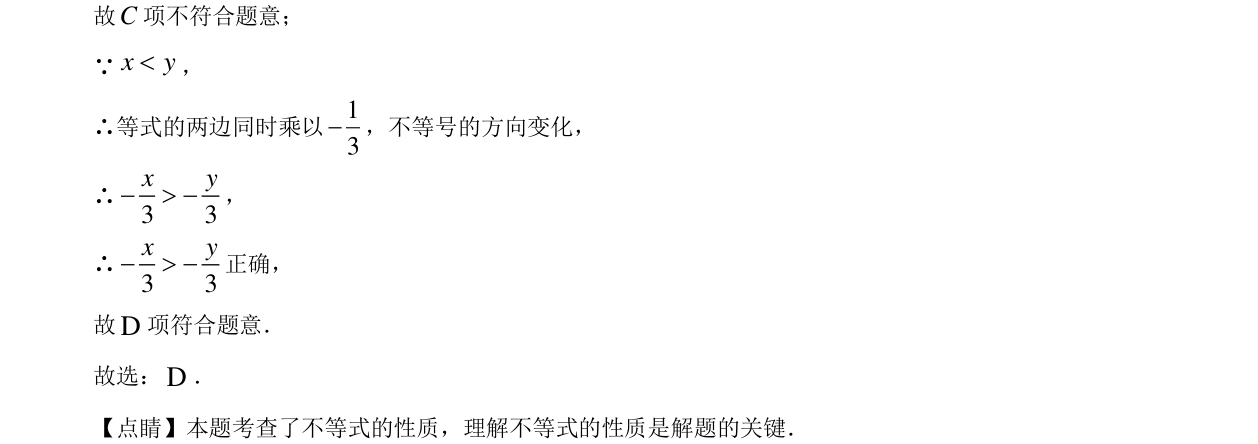 故 C 项不符合题意；
∵ x < y，
∴等式的两边同时乘以 −1/3，不等号的方向变化，
∴ −x/3 > −y/3，
∴ −x/3 > −y/3 正确，
故 D 项符合题意．
故选：D．
【点睛】本题考查了不等式的性质，理解不等式的性质是解题的关键．